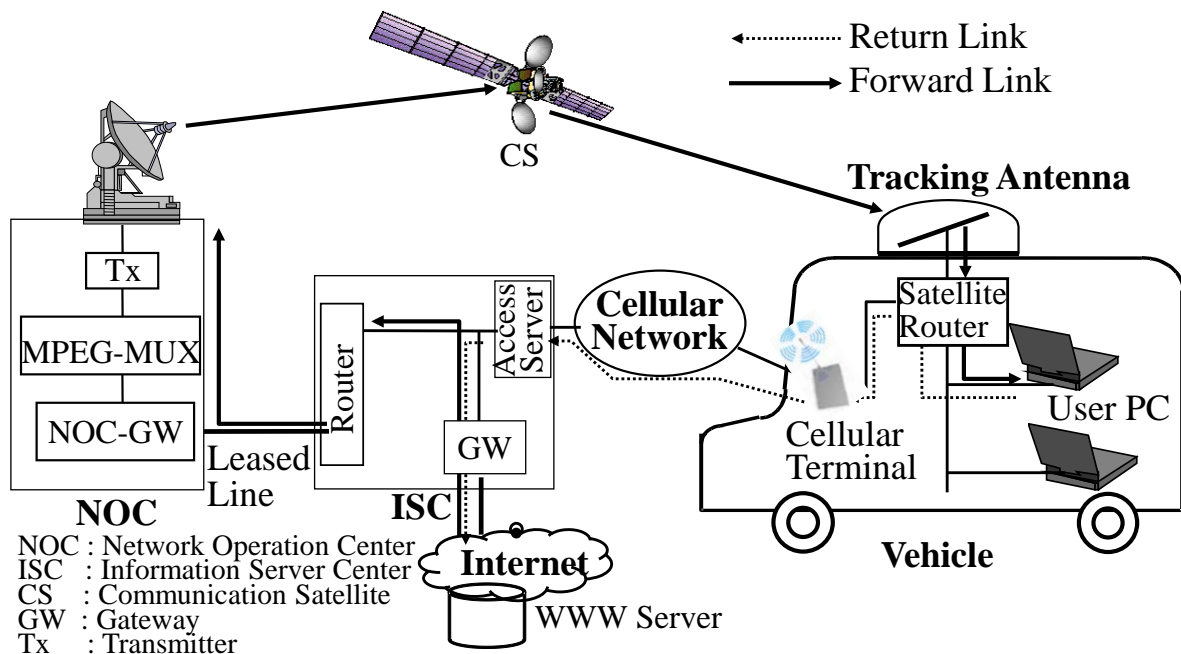 Return Link
Forward Link
CS
Tracking Antenna
Tx
MPEG-MUX
NOC-GW
Leased
Line
NOC
Router
Access
Server
GW
ISC
Cellular
Network
Satellite
Router
User PC
Cellular
Terminal
Vehicle
Internet
WWW Server
NOC : Network Operation Center
ISC : Information Server Center
CS : Communication Satellite
GW : Gateway
Tx : Transmitter